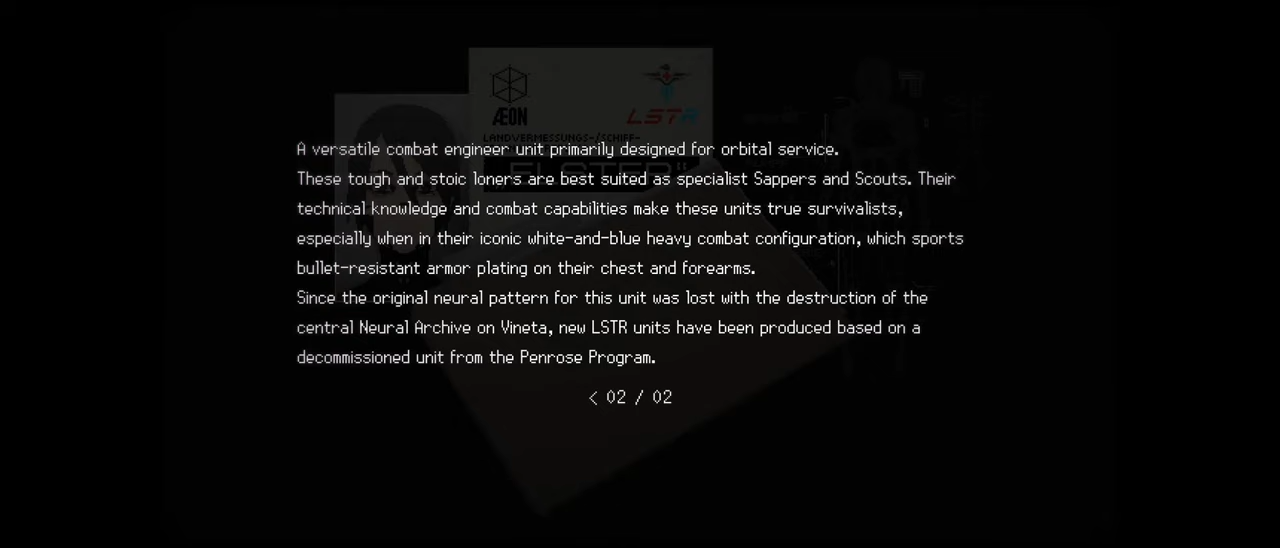 ÆON
LSTR
LANDVERMESSUNGS-/SCHIFF-
ELSTER
A versatile combat engineer unit primarily designed for orbital service.
These tough and stoic loners are best suited as specialist Sappers and Scouts. Their
technical knowledge and combat capabilities make these units true survivalists,
especially when in their iconic white-and-blue heavy combat configuration, which sports
bullet-resistant armor plating on their chest and forearms.
Since the original neural pattern for this unit was lost with the destruction of the
central Neural Archive on Vineta, new LSTR units have been produced based on a
decommissioned unit from the Penrose Program.
< 02 / 02